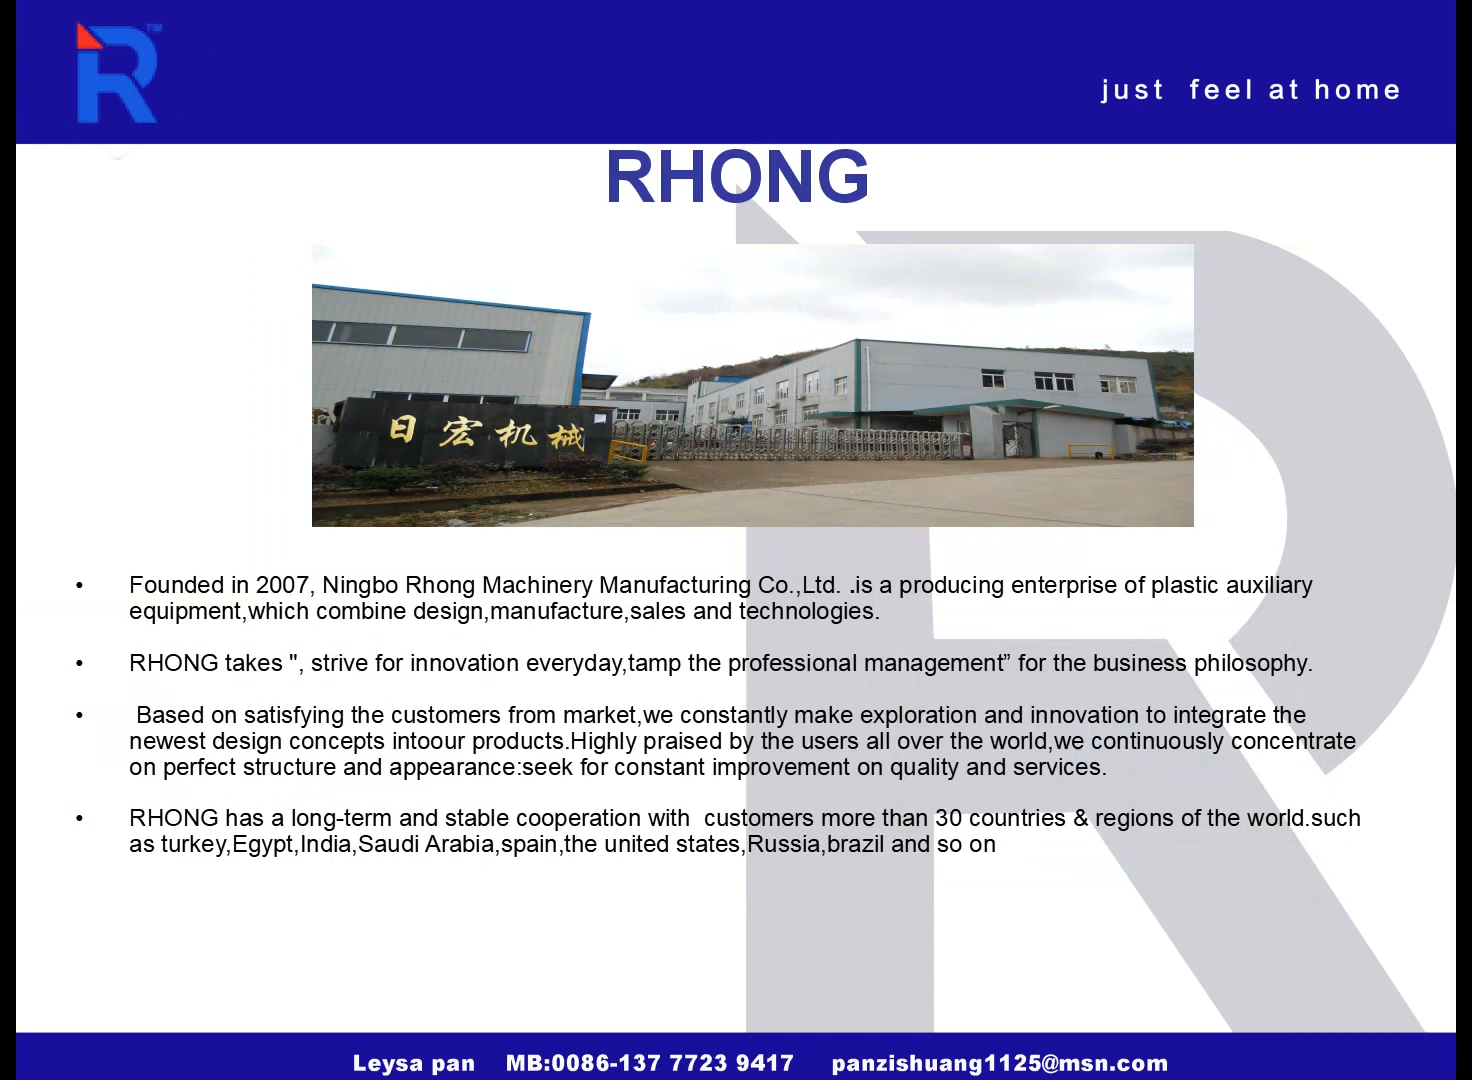 R TM
just feel at home
RHONG
日宏机械
• Founded in 2007, Ningbo Rhong Machinery Manufacturing Co.,Ltd. .is a producing enterprise of plastic auxiliary
equipment,which combine design,manufacture,sales and technologies.
• RHONG takes ", strive for innovation everyday,tamp the professional management” for the business philosophy.
• Based on satisfying the customers from market,we constantly make exploration and innovation to integrate the
newest design concepts intoour products.Highly praised by the users all over the world,we continuously concentrate
on perfect structure and appearance:seek for constant improvement on quality and services.
• RHONG has a long-term and stable cooperation with customers more than 30 countries & regions of the world.such
as turkey,Egypt,India,Saudi Arabia,spain,the united states,Russia,brazil and so on
Leysa pan MB:0086-137 7723 9417 panzishuang1125@msn.com